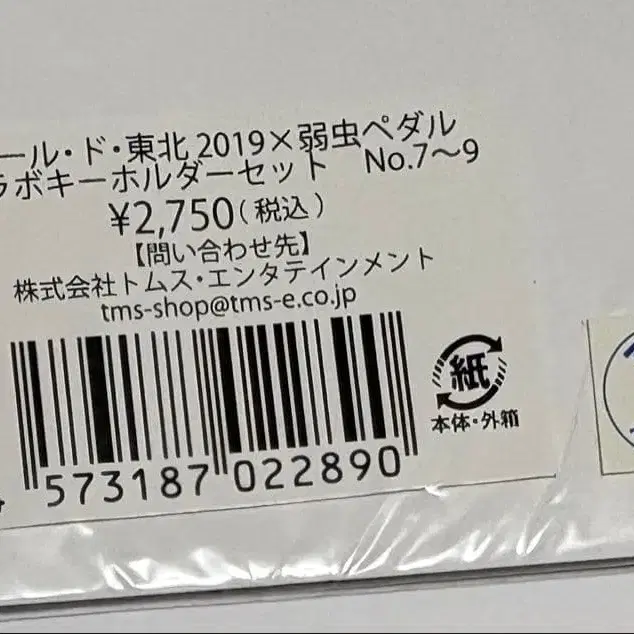 ール・ド・東北 2019×弱虫ペダル
ラボキーホルダーセット No.7〜9
¥2,750(税込)
【問い合わせ先】
株式会社トムス・エンタテインメント
tms-shop@tms-e.co.jp
紙
本体・外箱
573187 022890